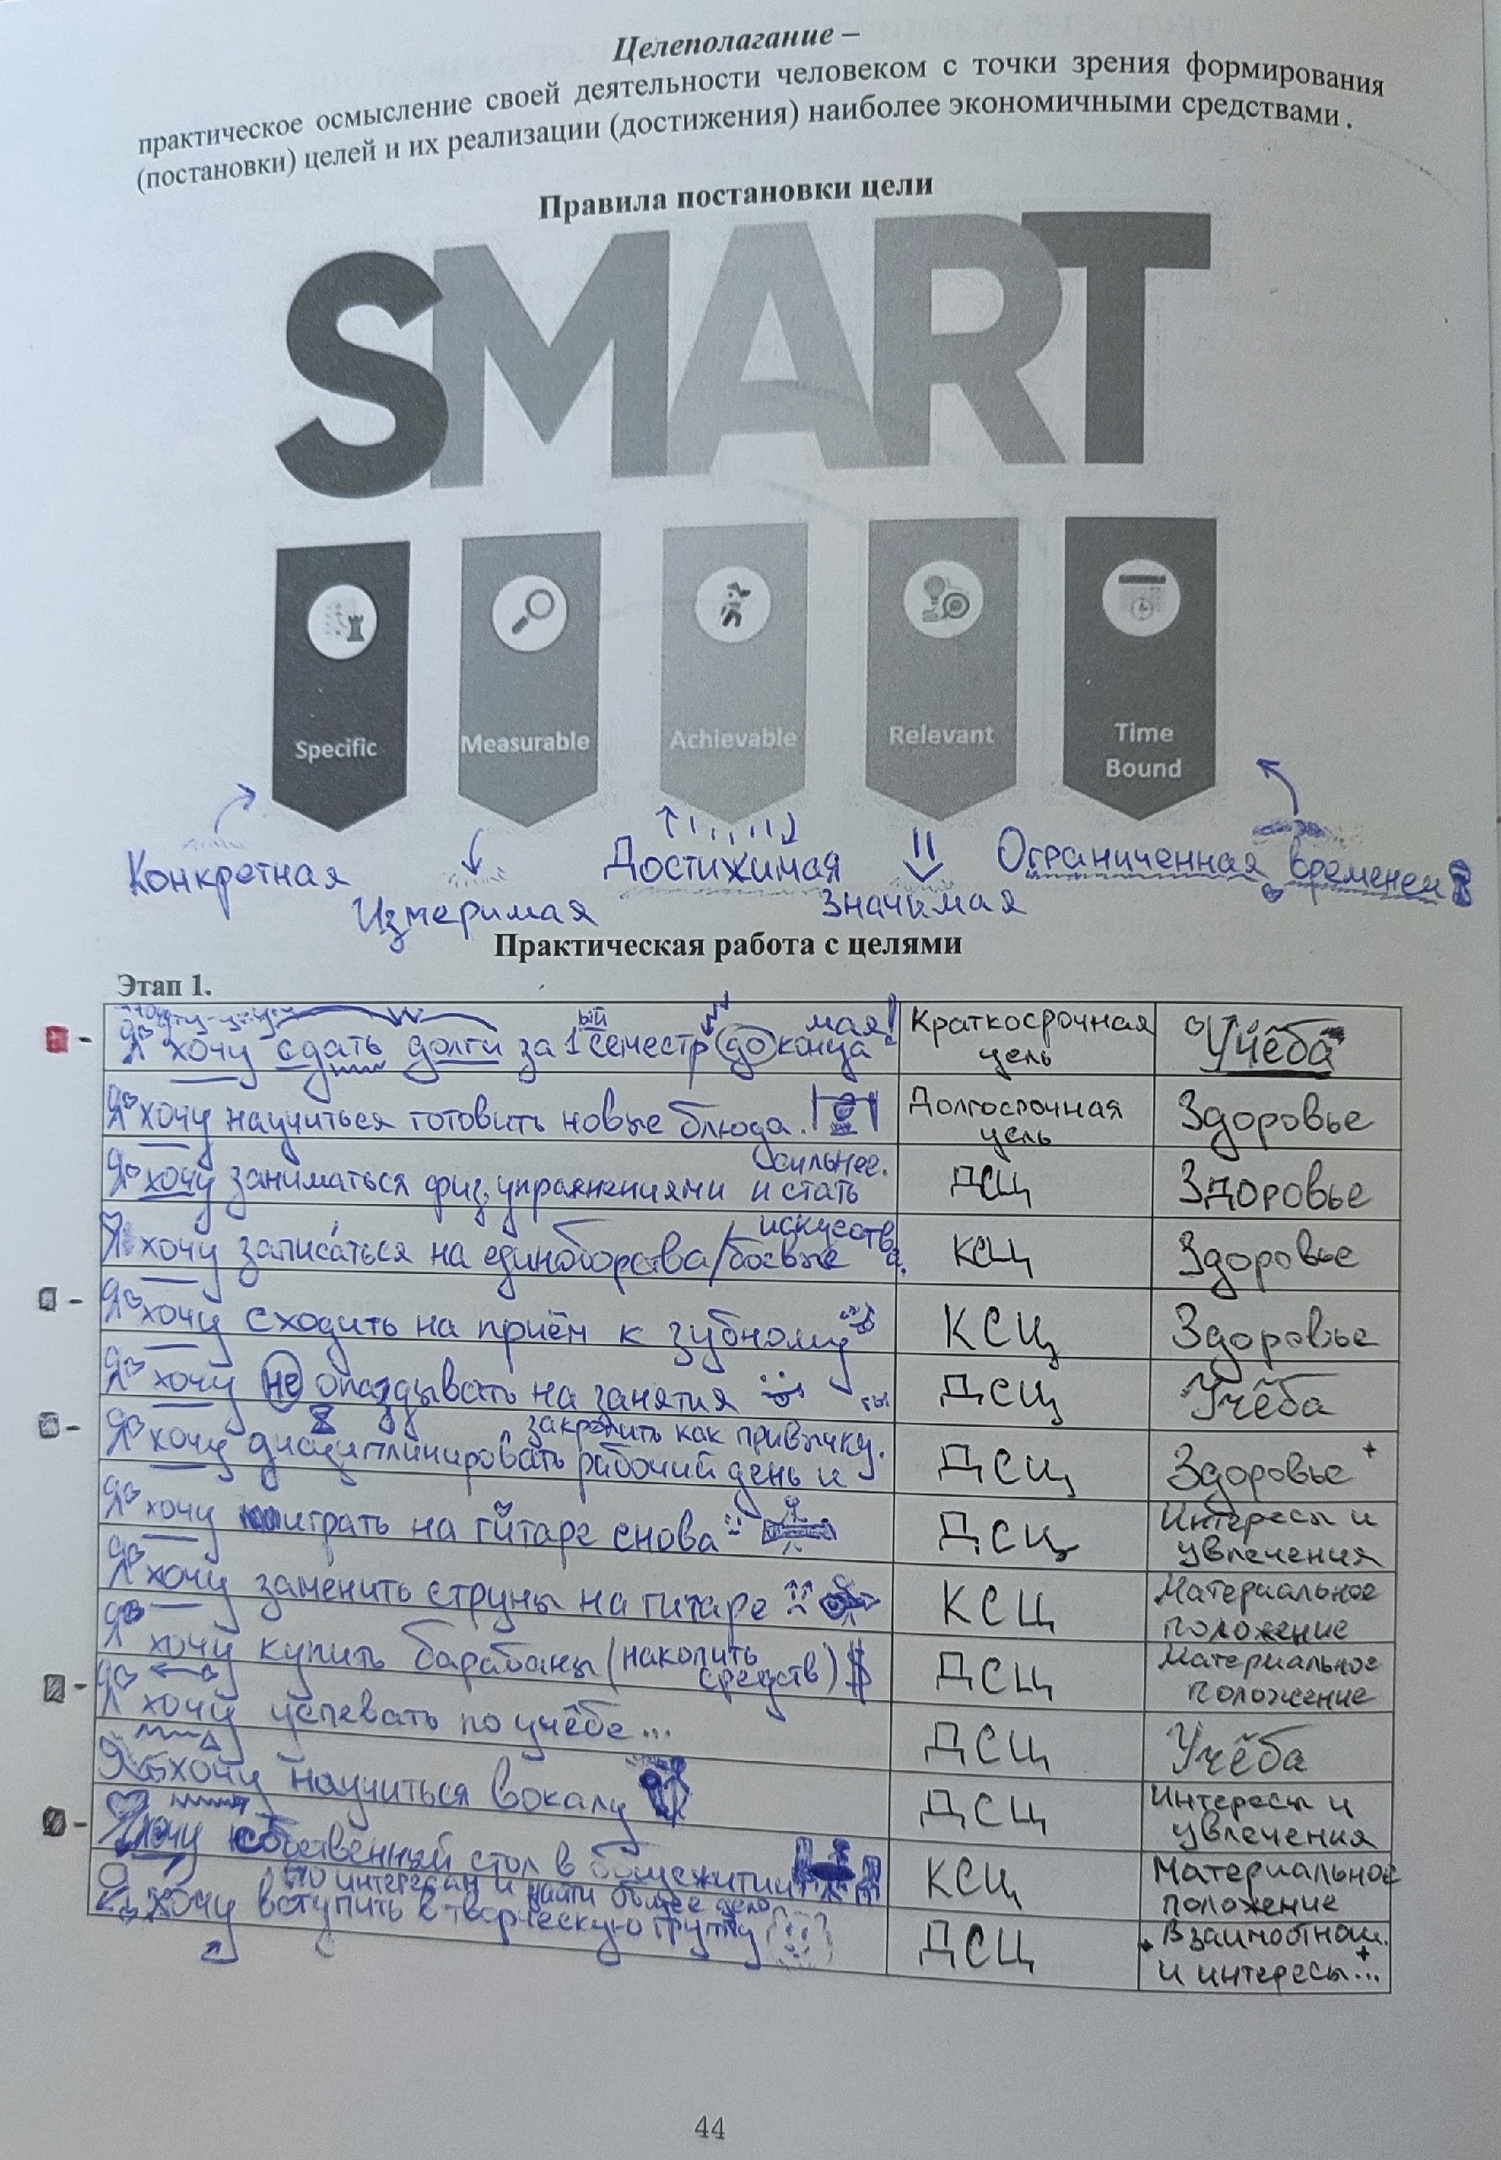 Целеполагание –
практическое осмысление своей деятельности человеком с точки зрения формирования
(постановки) целей и их реализации (достижения) наиболее экономичными средствами.
Правила постановки цели
SMART
Specific
Measurable
Achievable
Relevant
Time
Bound
Конкретная
Измеримая
Достижимая
Значимая
Ограниченная временем
Практическая работа с целями
Этап 1.
Я хочу сдать долги за 1ый семестр до конца мая!
Краткосрочная
цель
Учёба
Я хочу научиться готовить новые блюда.
Долгосрочная
цель
Здоровье
Я хочу заниматься физ. упражнениями и стать сильнее.
ДСЦ
Здоровье
Я хочу записаться на единоборства/боевые искусства.
КСЦ
Здоровье
Я хочу сходить на приём к зубному
КСЦ
Здоровье
Я хочу не опаздывать на занятия
ДСЦ
Учёба
Я хочу дисциплинировать рабочий день и закрепить как привычку.
ДСЦ
Здоровье +
Я хочу играть на гитаре снова
ДСЦ
Интересы и
увлечения
Я хочу заменить струны на гитаре
КСЦ
Материальное
положение
Я хочу купить барабаны (накопить средств) $
ДСЦ
Материальное
положение
Я хочу успевать по учёбе...
ДСЦ
Учёба
Я хочу научиться вокалу
ДСЦ
Интересы и
увлечения
Я хочу собственный стол в общежитии
КСЦ
Материальное
положение
Я хочу вступить в творческую группу по интересам и найти общее дело
ДСЦ
Взаимоотнош.
и интересы...
44